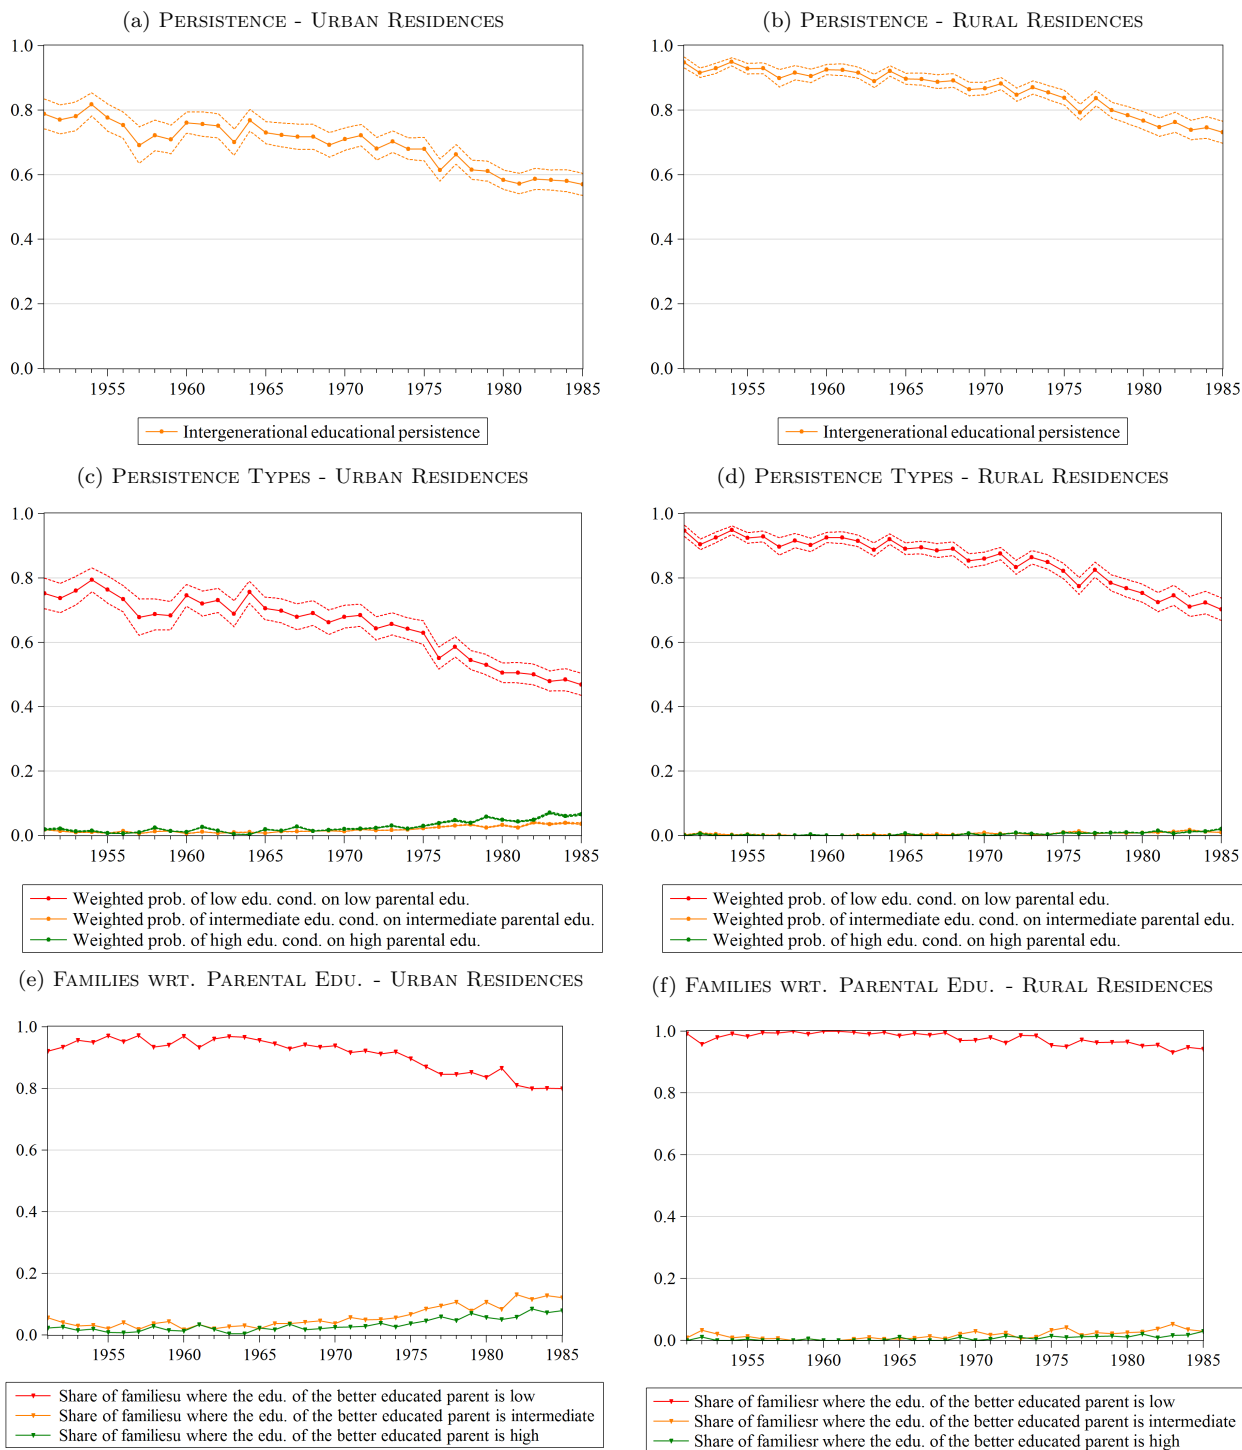 (a) Persistence - Urban Residences
1.0
0.8
0.6
0.4
0.2
0.0
1955 1960 1965 1970 1975 1980 1985
Intergenerational educational persistence
(b) Persistence - Rural Residences
1.0
0.8
0.6
0.4
0.2
0.0
1955 1960 1965 1970 1975 1980 1985
Intergenerational educational persistence
(c) Persistence Types - Urban Residences
1.0
0.8
0.6
0.4
0.2
0.0
1955 1960 1965 1970 1975 1980 1985
Weighted prob. of low edu. cond. on low parental edu.
Weighted prob. of intermediate edu. cond. on intermediate parental edu.
Weighted prob. of high edu. cond. on high parental edu.
(d) Persistence Types - Rural Residences
1.0
0.8
0.6
0.4
0.2
0.0
1955 1960 1965 1970 1975 1980 1985
Weighted prob. of low edu. cond. on low parental edu.
Weighted prob. of intermediate edu. cond. on intermediate parental edu.
Weighted prob. of high edu. cond. on high parental edu.
(e) Families wrt. Parental Edu. - Urban Residences
1.0
0.8
0.6
0.4
0.2
0.0
1955 1960 1965 1970 1975 1980 1985
Share of familiesu where the edu. of the better educated parent is low
Share of familiesu where the edu. of the better educated parent is intermediate
Share of familiesu where the edu. of the better educated parent is high
(f) Families wrt. Parental Edu. - Rural Residences
1.0
0.8
0.6
0.4
0.2
0.0
1955 1960 1965 1970 1975 1980 1985
Share of familiesr where the edu. of the better educated parent is low
Share of familiesr where the edu. of the better educated parent is intermediate
Share of familiesr where the edu. of the better educated parent is high